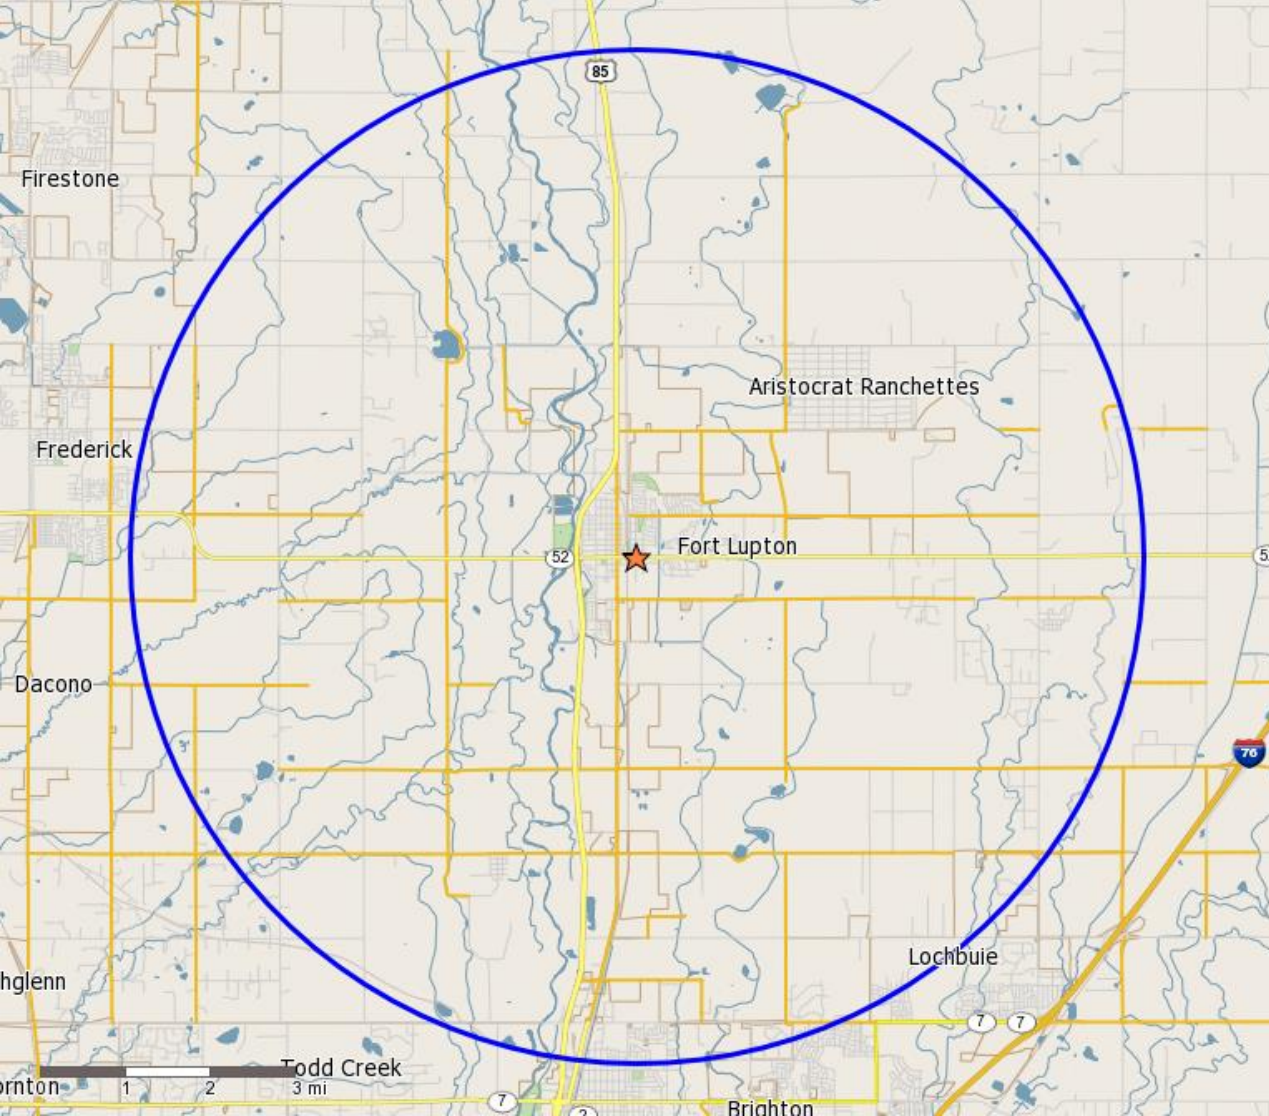 85
Firestone
Aristocrat Ranchettes
Frederick
Fort Lupton
52
Dacono
76
Lochbuie
hglenn
7
7
Todd Creek
ornton
1
2
3 mi
7
Brighton